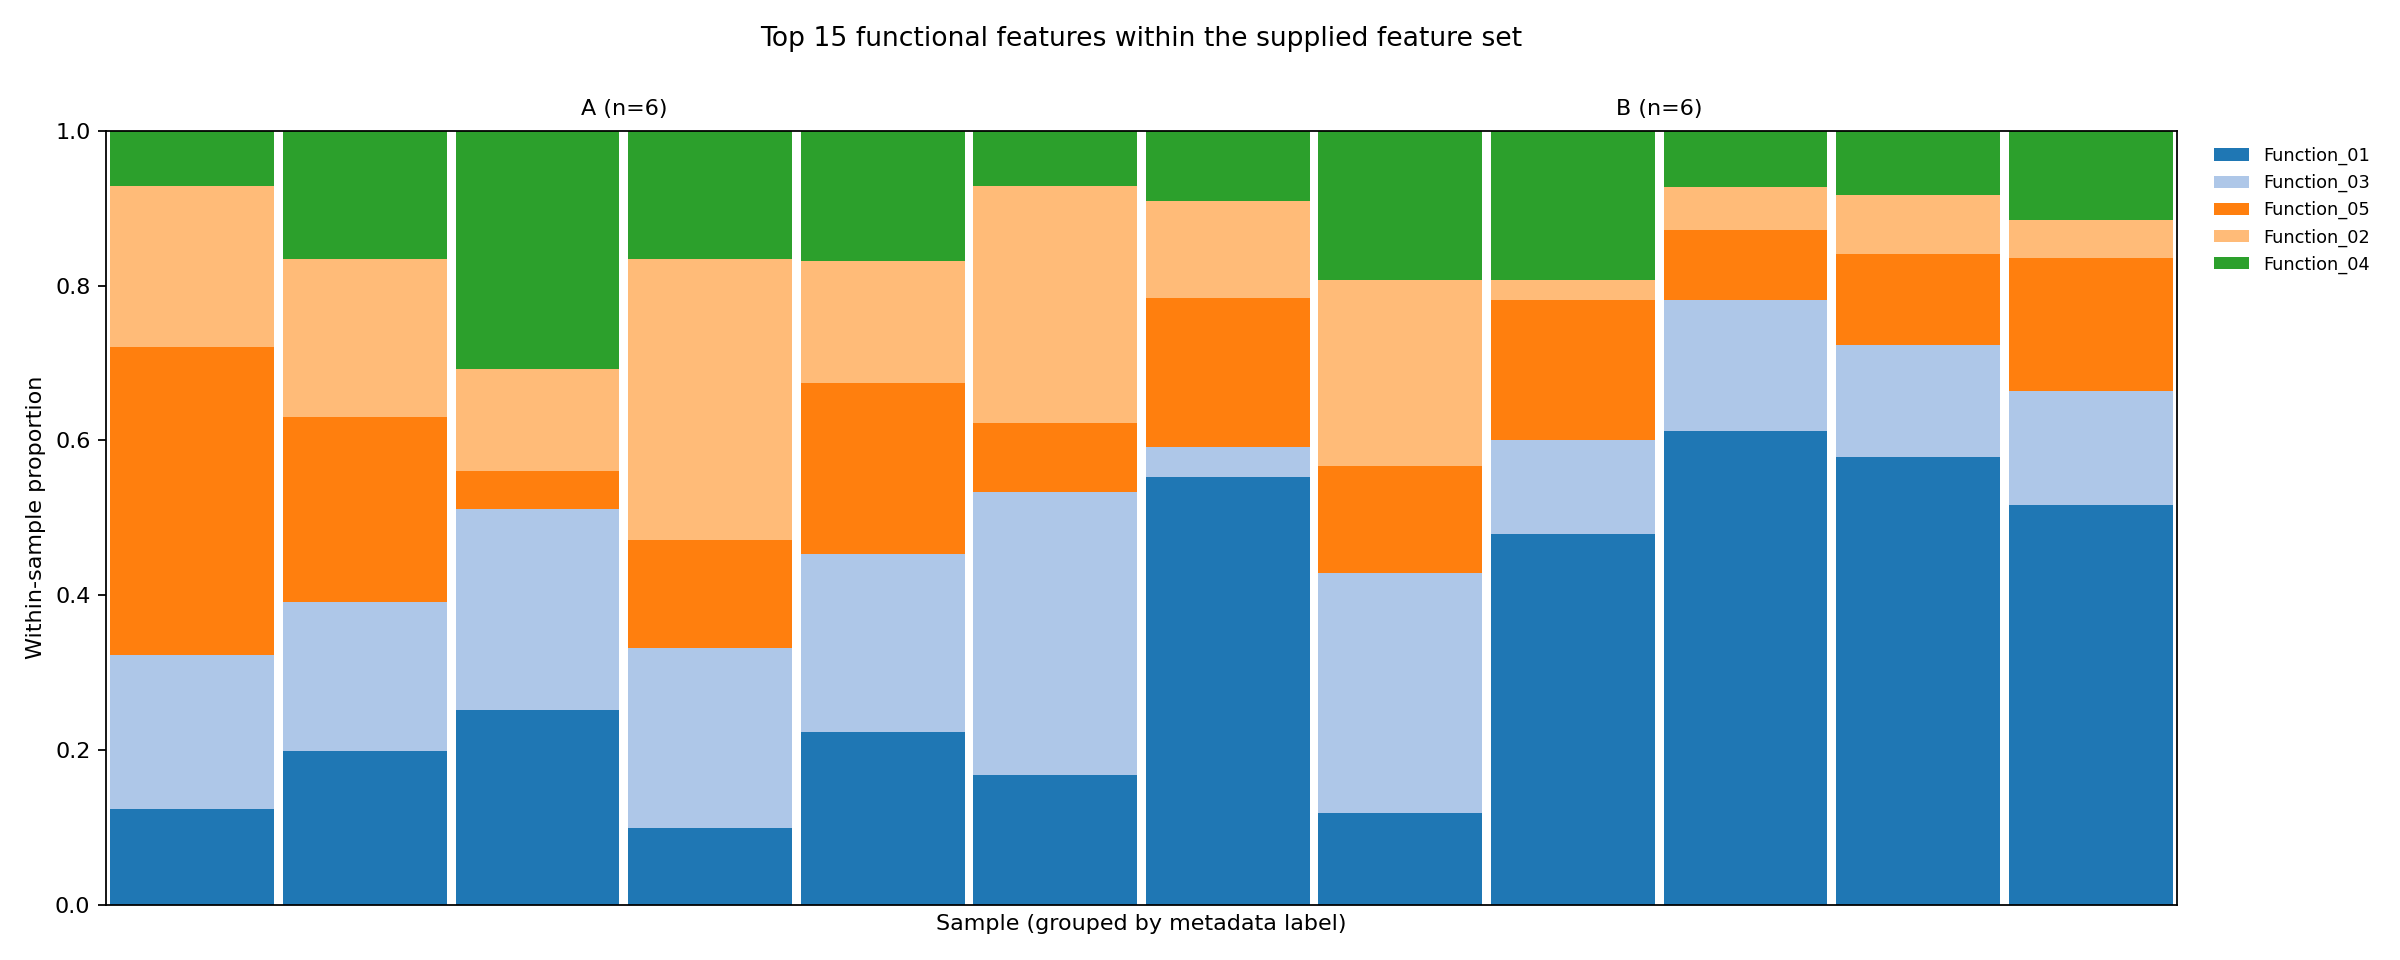 Top 15 functional features within the supplied feature set
A (n=6)
B (n=6)
1.0
0.8
0.6
0.4
0.2
0.0
Within-sample proportion
Sample (grouped by metadata label)
Function_01
Function_03
Function_05
Function_02
Function_04